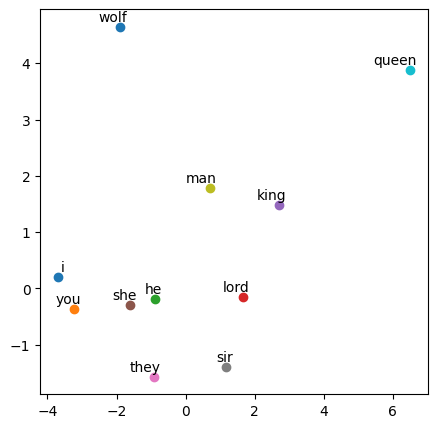 wolf
queen
man
king
i
you
she
he
lord
they
sir
4
3
2
1
0
−1
−4
−2
0
2
4
6